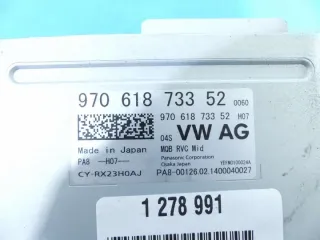 970 618 733 52 0060
970 618 733 52 H07
04S VW AG
Made in Japan MQB RVC Mid
PA8 --H07--- Panasonic Corporation
Osaka Japan
CY-RX23H0AJ PA8-00126.02.1400040027
1 278 991